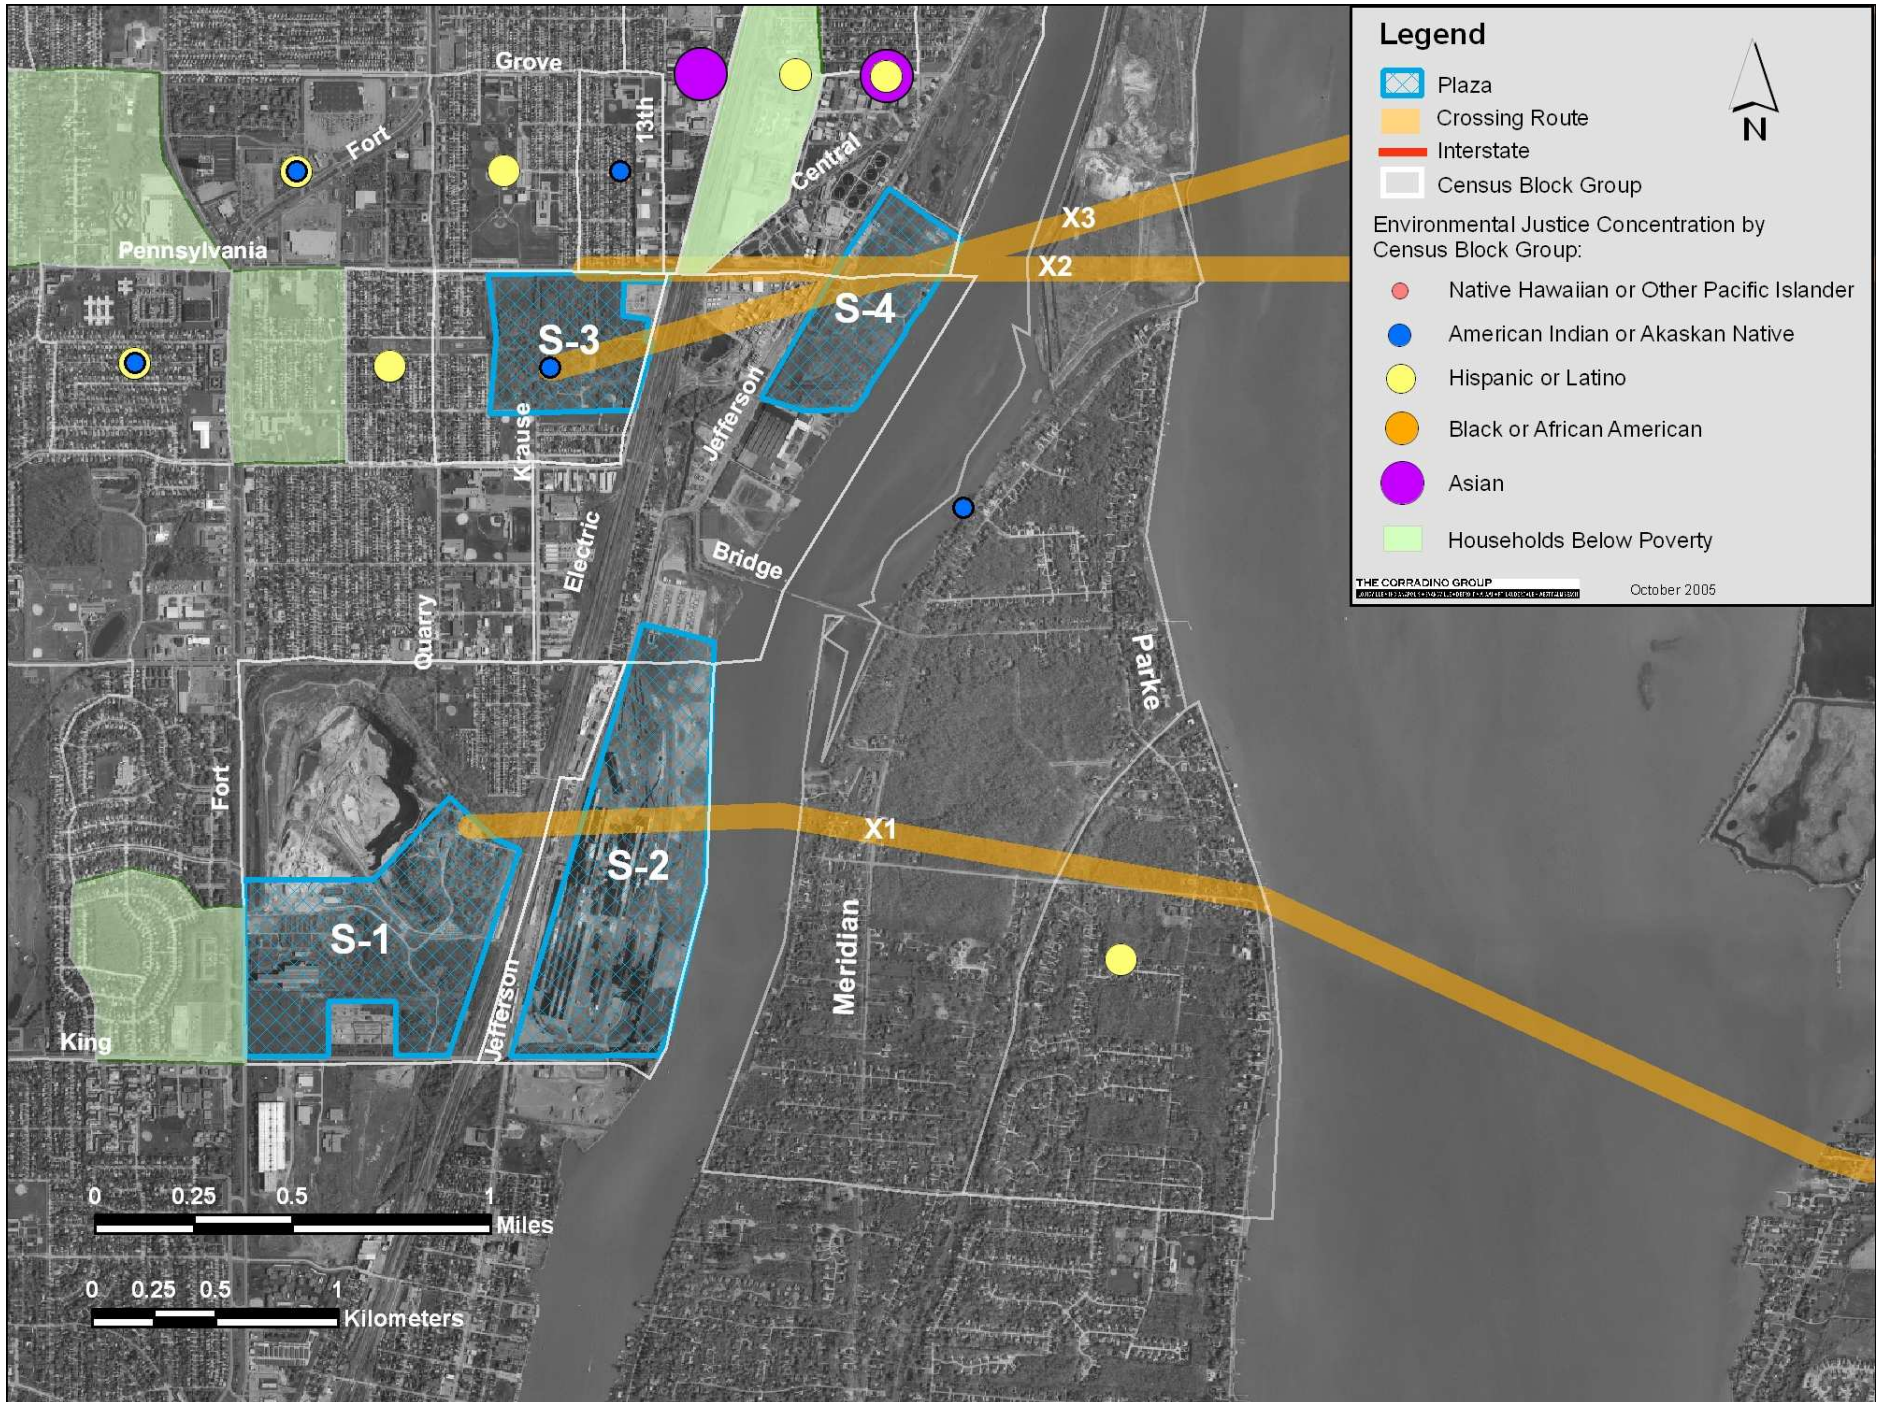 Legend
Plaza
Crossing Route
Interstate
Census Block Group
N
Environmental Justice Concentration by
Census Block Group:
Native Hawaiian or Other Pacific Islander
American Indian or Akaskan Native
Hispanic or Latino
Black or African American
Asian
Households Below Poverty
THE CORRADINO GROUP
October 2005
Grove
13th
Fort
Central
Pennsylvania
X3
X2
S-3
S-4
Jefferson
Krause
Electric
Bridge
Quarry
Parke
Fort
X1
S-2
S-1
Meridian
Jefferson
King
0 0.25 0.5 1
Miles
0 0.25 0.5 1
Kilometers